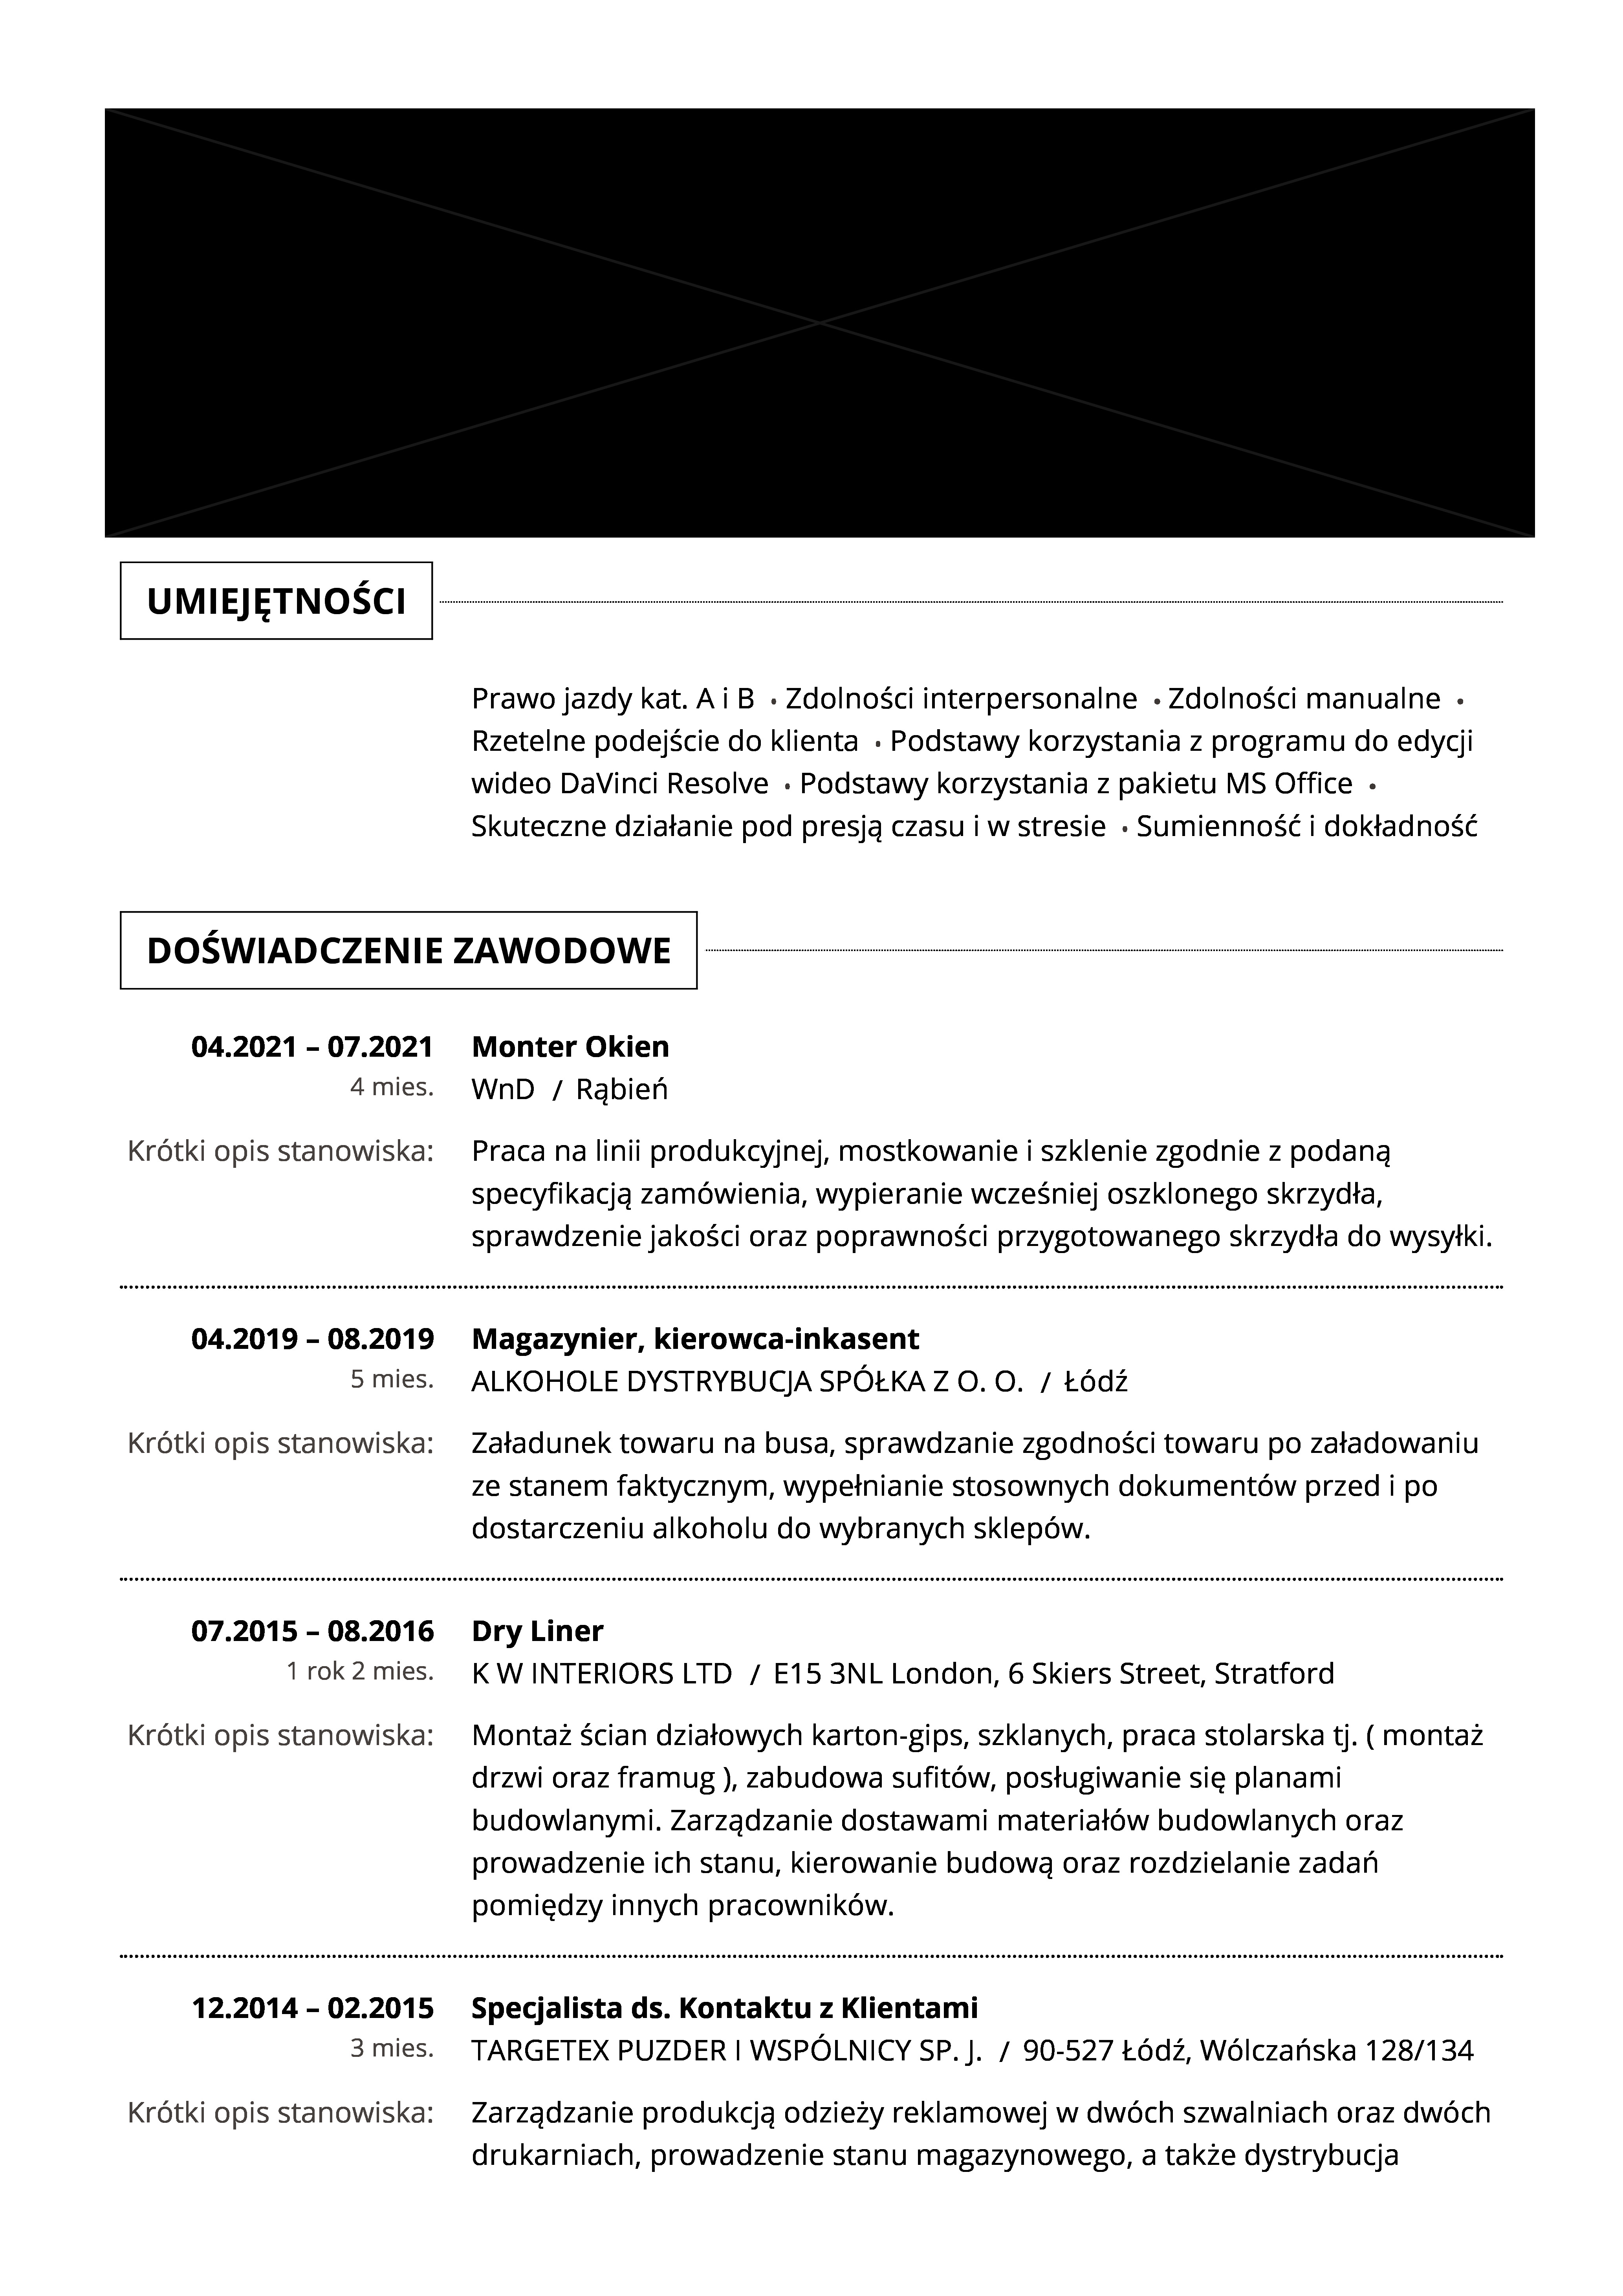 UMIEJĘTNOŚCI
Prawo jazdy kat. A i B • Zdolności interpersonalne • Zdolności manualne •
Rzetelne podejście do klienta • Podstawy korzystania z programu do edycji
wideo DaVinci Resolve • Podstawy korzystania z pakietu MS Office •
Skuteczne działanie pod presją czasu i w stresie • Sumienność i dokładność
DOŚWIADCZENIE ZAWODOWE
04.2021 – 07.2021 Monter Okien
4 mies. WnD / Rąbień
Krótki opis stanowiska: Praca na linii produkcyjnej, mostkowanie i szklenie zgodnie z podaną
specyfikacją zamówienia, wypieranie wcześniej oszklonego skrzydła,
sprawdzenie jakości oraz poprawności przygotowanego skrzydła do wysyłki.
04.2019 – 08.2019 Magazynier, kierowca-inkasent
5 mies. ALKOHOLE DYSTRYBUCJA SPÓŁKA Z O. O. / Łódź
Krótki opis stanowiska: Załadunek towaru na busa, sprawdzanie zgodności towaru po załadowaniu
ze stanem faktycznym, wypełnianie stosownych dokumentów przed i po
dostarczeniu alkoholu do wybranych sklepów.
07.2015 – 08.2016 Dry Liner
1 rok 2 mies. K W INTERIORS LTD / E15 3NL London, 6 Skiers Street, Stratford
Krótki opis stanowiska: Montaż ścian działowych karton-gips, szklanych, praca stolarska tj. ( montaż
drzwi oraz framug ), zabudowa sufitów, posługiwanie się planami
budowlanymi. Zarządzanie dostawami materiałów budowlanych oraz
prowadzenie ich stanu, kierowanie budową oraz rozdzielanie zadań
pomiędzy innych pracowników.
12.2014 – 02.2015 Specjalista ds. Kontaktu z Klientami
3 mies. TARGETEX PUZDER I WSPÓLNICY SP. J. / 90-527 Łódź, Wólczańska 128/134
Krótki opis stanowiska: Zarządzanie produkcją odzieży reklamowej w dwóch szwalniach oraz dwóch
drukarniach, prowadzenie stanu magazynowego, a także dystrybucja